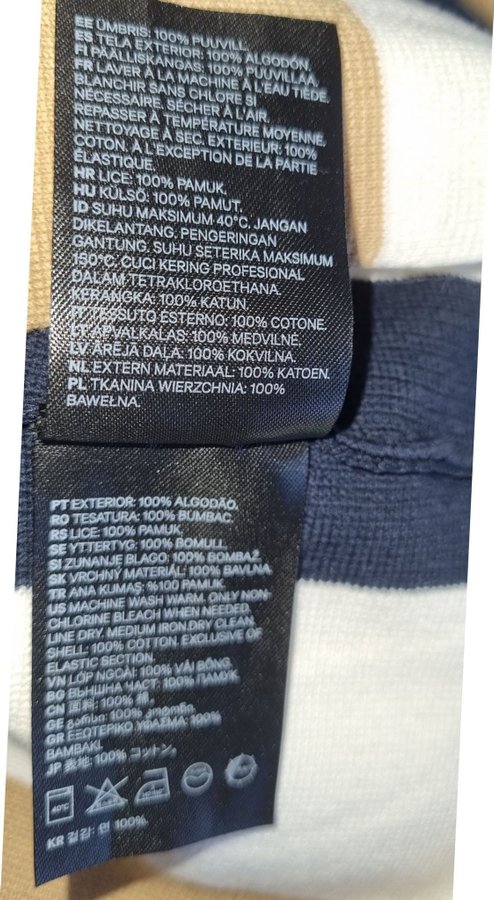 EE ÜMBRIS: 100% PUUVILL.
ES TELA EXTERIOR: 100% ALGODÓN.
FI PÄÄLLISKANGAS: 100% PUUVILLAA.
FR LAVER À LA MACHINE À L'EAU TIÈDE.
BLANCHIR SANS CHLORE SI
NÉCESSAIRE. SÉCHER À L'AIR.
REPASSER À TEMPÉRATURE MOYENNE.
NETTOYAGE À SEC. EXTERIEUR: 100%
COTON. À L'EXCEPTION DE LA PARTIE
ÉLASTIQUE.
HR LICE: 100% PAMUK.
HU KÜLSŐ: 100% PAMUT.
ID SUHU MAKSIMUM 40°C. JANGAN
DIKELANTANG. PENGERINGAN
GANTUNG. SUHU SETERIKA MAKSIMUM
150°C. CUCI KERING PROFESIONAL
DALAM TETRAKLOROETHANA.
KERANGKA: 100% KATUN.
IT TESSUTO ESTERNO: 100% COTONE.
LT APVALKALAS: 100% MEDVILNĖ.
LV ĀRĒJĀ DAĻA: 100% KOKVILNA.
NL EXTERN MATERIAAL: 100% KATOEN.
PL TKANINA WIERZCHNIA: 100%
BAWEŁNA.
PT EXTERIOR: 100% ALGODÃO.
RO TESATURA: 100% BUMBAC.
RS LICE: 100% PAMUK.
SE YTTERTYG: 100% BOMULL.
SI ZUNANJE BLAGO: 100% BOMBAŽ.
SK VRCHNÝ MATERIÁL: 100% BAVLNA.
TR ANA KUMAŞ: %100 PAMUK.
US MACHINE WASH WARM. ONLY NON-
CHLORINE BLEACH WHEN NEEDED.
LINE DRY. MEDIUM IRON. DRY CLEAN.
SHELL: 100% COTTON. EXCLUSIVE OF
ELASTIC SECTION.
VN LỚP NGOÀI: 100% VẢI BÔNG.
BG ВЪНШНА ЧАСТ: 100% ПАМУК.
CN 面料: 100% 棉.
GE 100%
GR ΕΞΩΤΕΡΙΚΟ ΥΦΑΣΜΑ: 100%
ΒΑΜΒΑΚΙ.
JP 表地: 100% コットン.
40°C
KR 겉감: 면 100%.